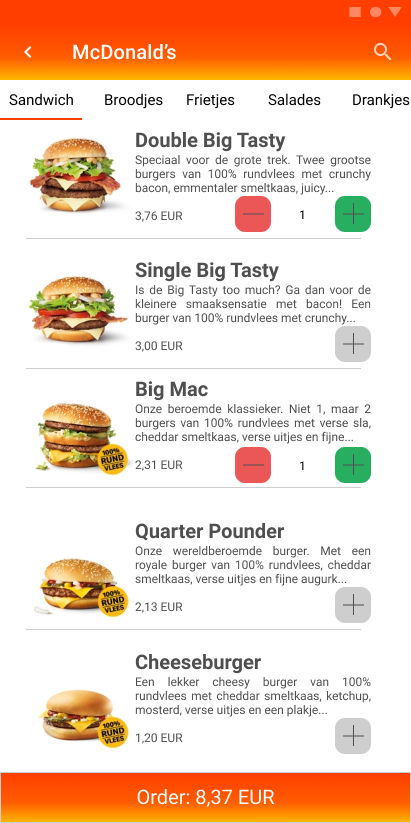 McDonald's
Sandwich Broodjes Frietjes Salades Drankjes
Double Big Tasty
Speciaal voor de grote trek. Twee grootse
burgers van 100% rundvlees met crunchy
bacon, emmentaler smeltkaas, juicy...
3,76 EUR
1
Single Big Tasty
Is de Big Tasty too much? Ga dan voor de
kleinere smaaksensatie met bacon! Een
burger van 100% rundvlees met crunchy...
3,00 EUR
Big Mac
Onze beroemde klassieker. Niet 1, maar 2
burgers van 100% rundvlees met verse sla,
cheddar smeltkaas, verse uitjes en fijne...
100%
RUND
VLEES
2,31 EUR
1
Quarter Pounder
Onze wereldberoemde burger. Met een
royale burger van 100% rundvlees, cheddar
smeltkaas, verse uitjes en fijne augurk...
100%
RUND
VLEES
2,13 EUR
Cheeseburger
Een lekker cheesy burger van 100%
rundvlees met cheddar smeltkaas, ketchup,
mosterd, verse uitjes en een plakje...
100%
RUND
VLEES
1,20 EUR
Order: 8,37 EUR